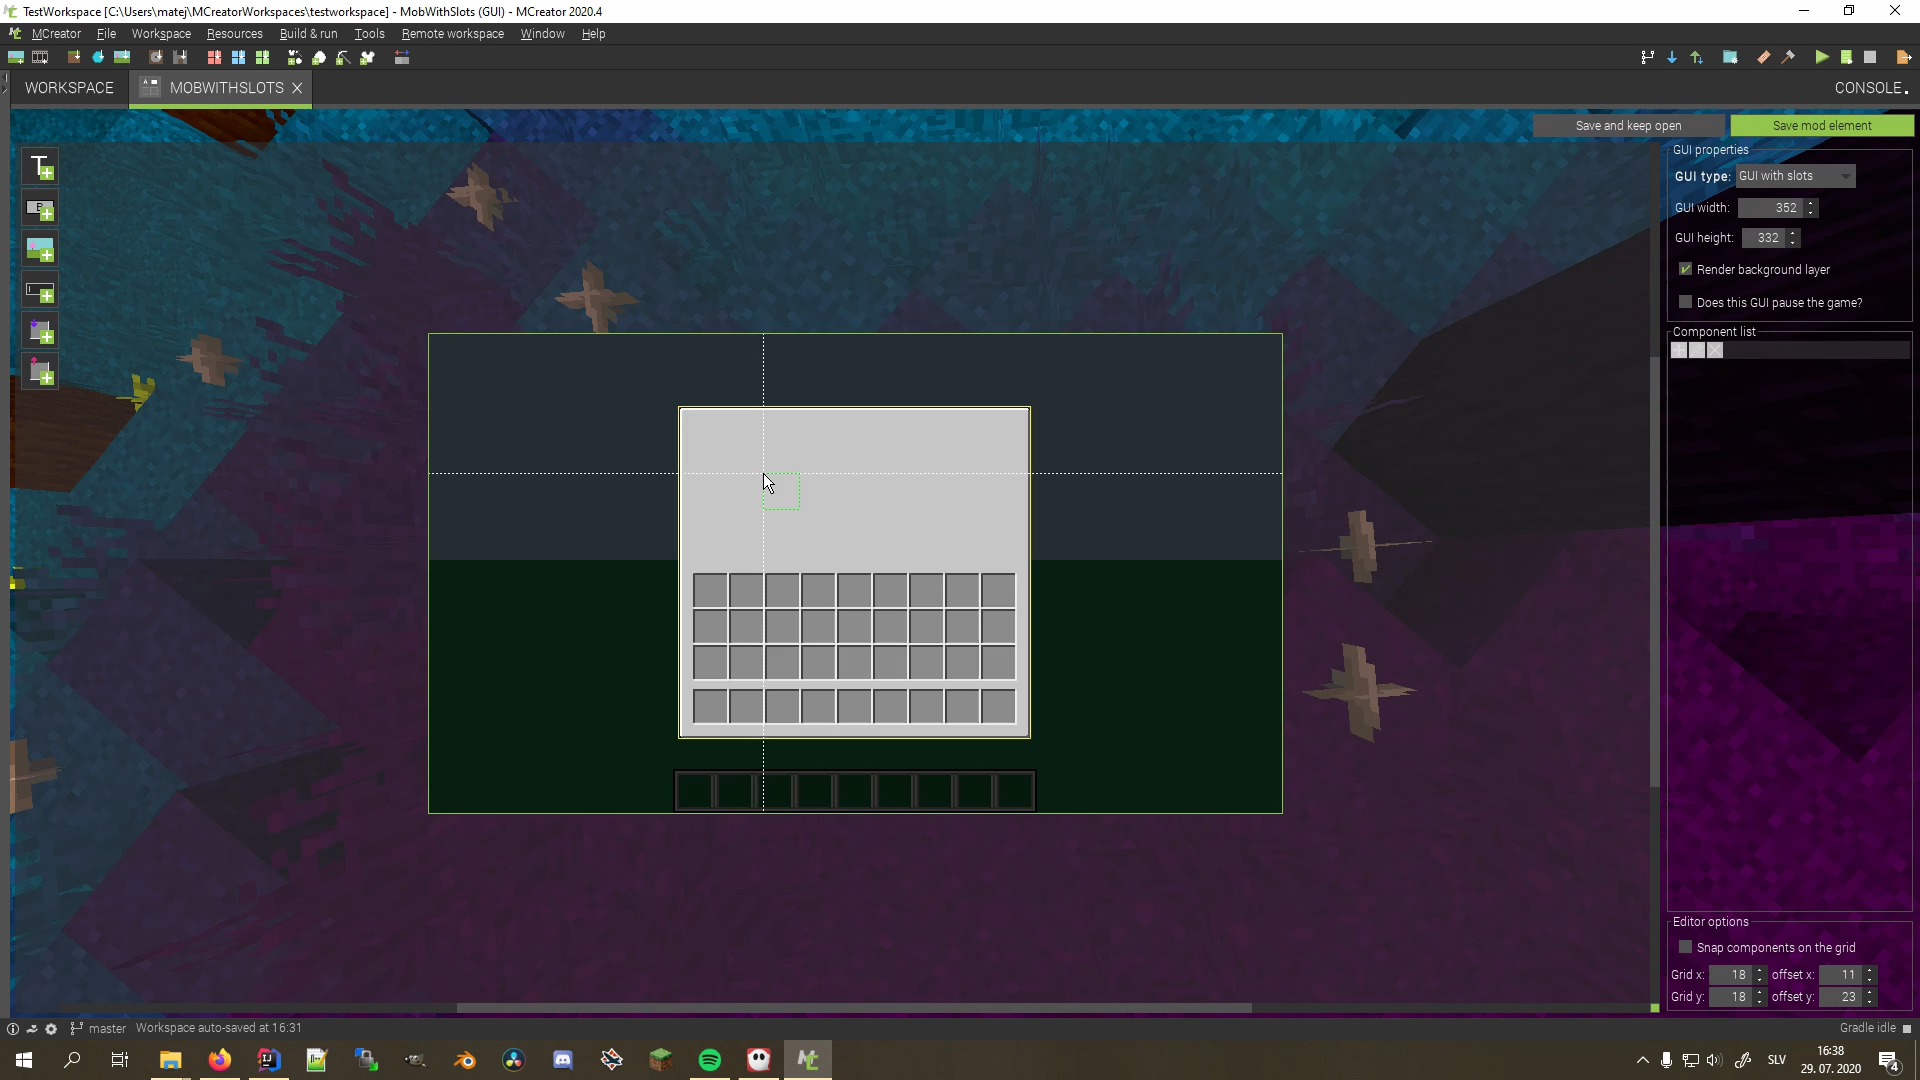 TestWorkspace [C:\Users\matej\MCreatorWorkspaces\testworkspace] - MobWithSlots (GUI) - MCreator 2020.4
MCreator File Workspace Resources Build & run Tools Remote workspace Window Help
WORKSPACE MOBWITHSLOTS CONSOLE
Save and keep open Save mod element
GUI properties
GUI type: GUI with slots
GUI width: 352
GUI height: 332
Render background layer
Does this GUI pause the game?
Component list
Editor options
Snap components on the grid
Grid x: 18 offset x: 11
Grid y: 18 offset y: 23
master Workspace auto-saved at 16:31 Gradle idle
SLV
16:38
29. 07. 2020
4